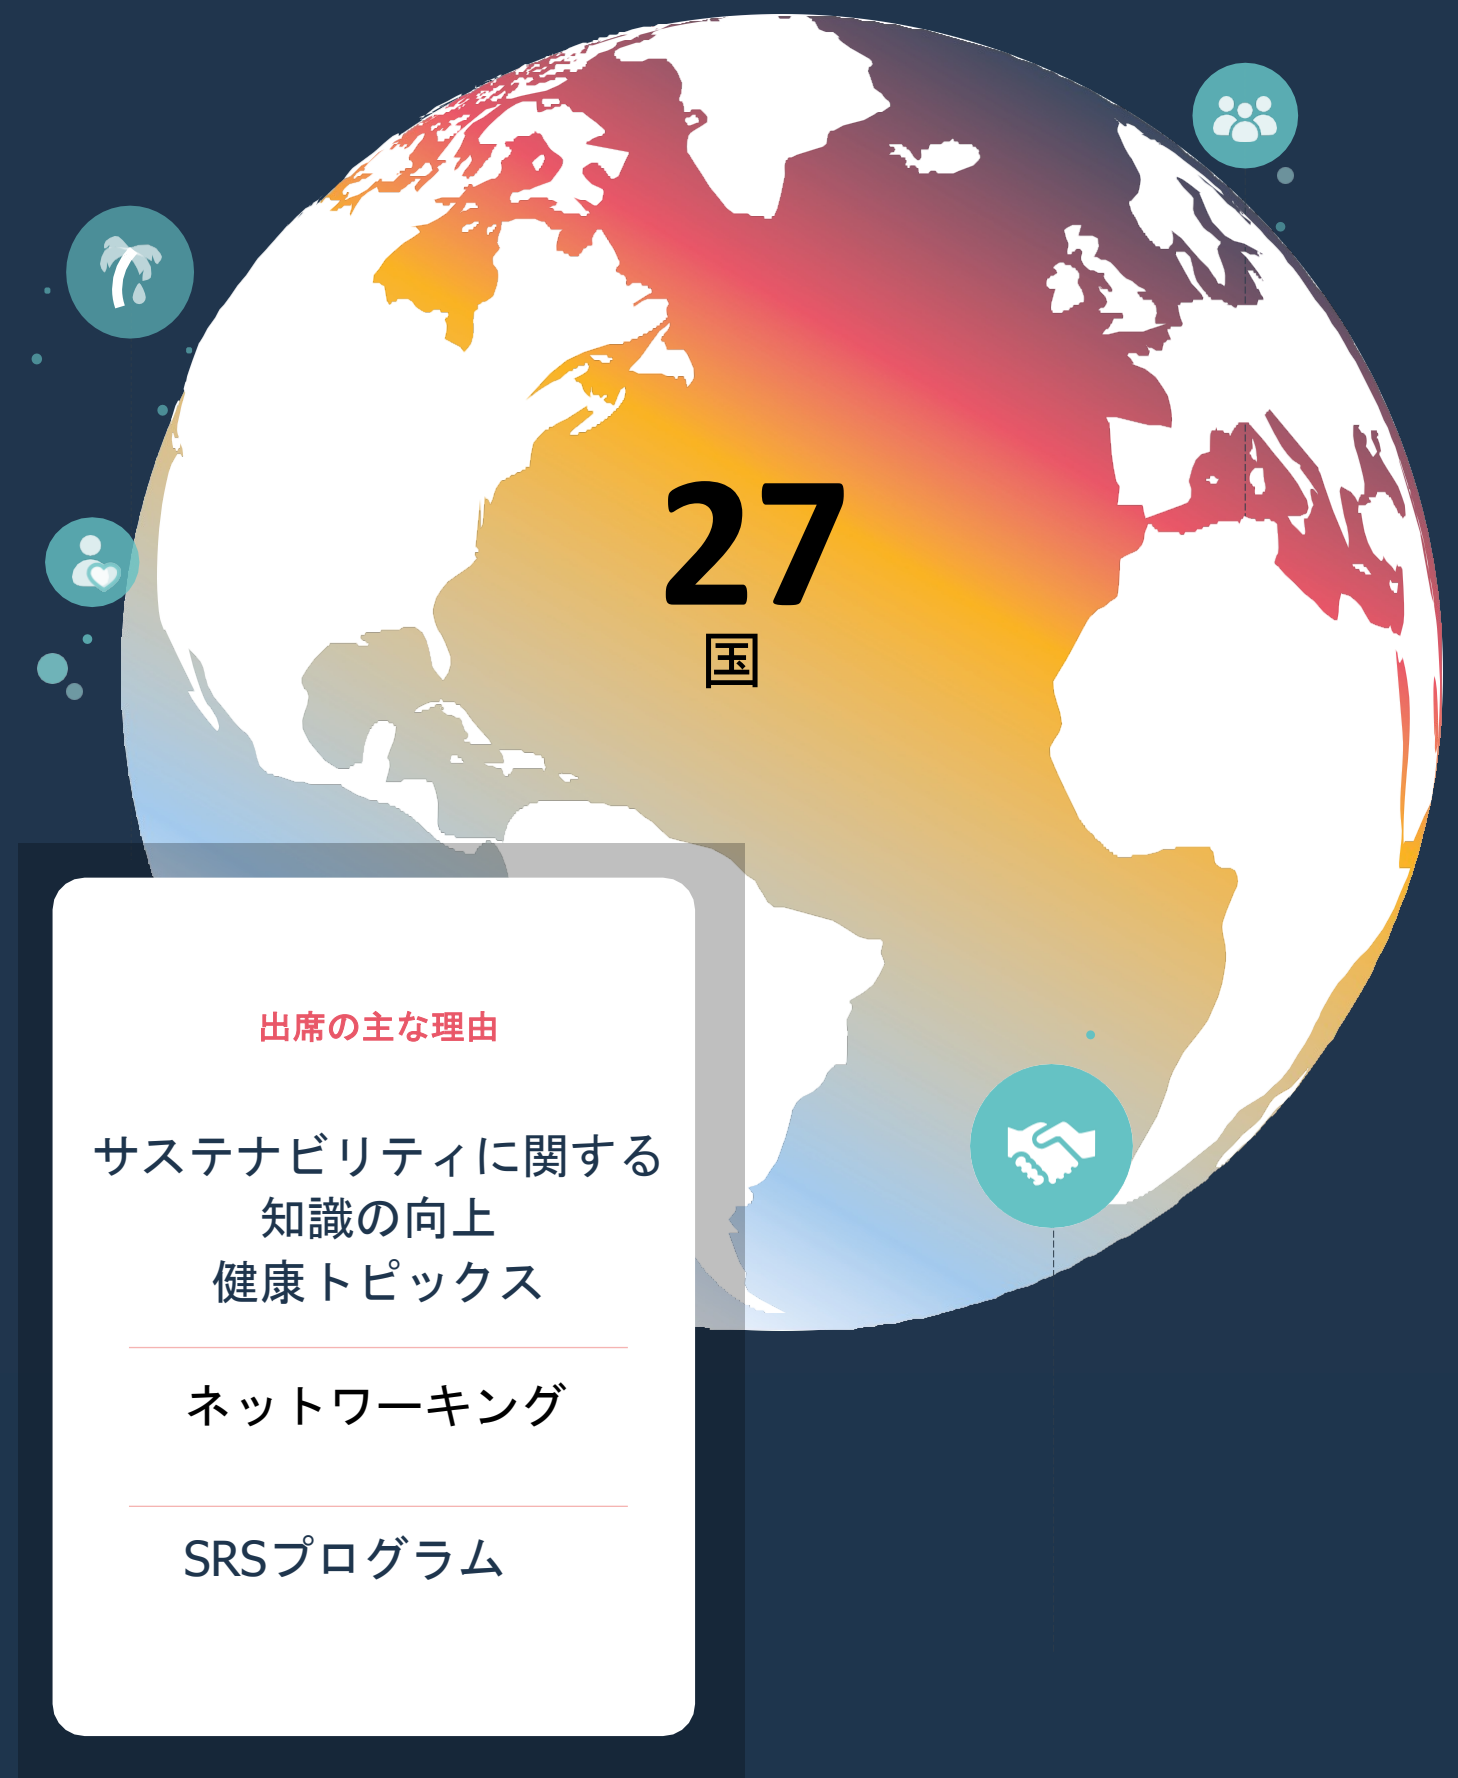 27
国
出席の主な理由
サステナビリティに関する
知識の向上
健康トピックス
ネットワーキング
SRSプログラム